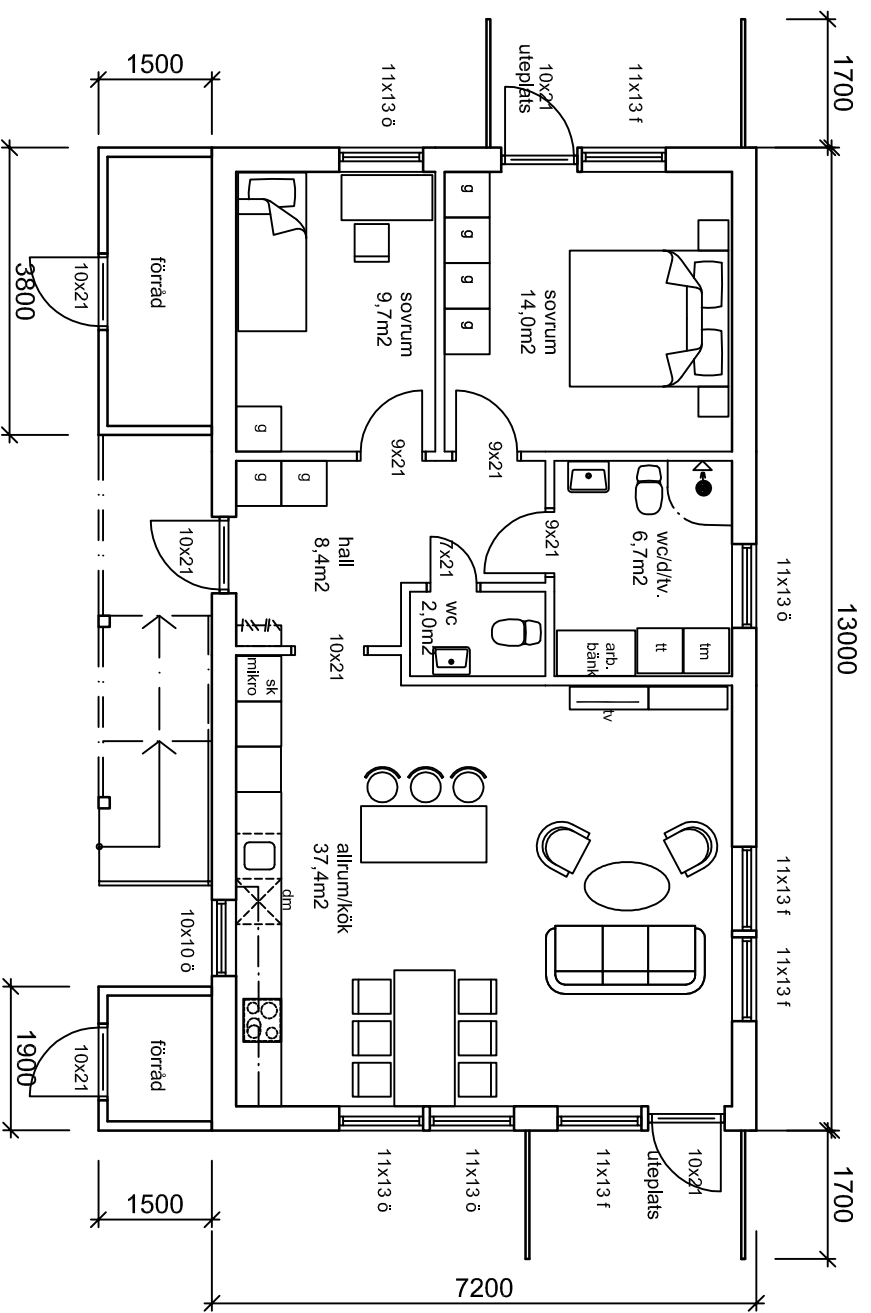 1700
13000
1700
11x13 ö
11x13 f
11x13 f
11x13 f
10x21
uteplats
11x13 ö
1500
sovrum
14,0m2
g
g
g
g
sovrum
9,7m2
g
9x21
9x21
wc/d/tv.
6,7m2
9x21
tm
tt
arb.
bänk
tv
g
g
hall
8,4m2
7x21
wc
2,0m2
10x21
10x21
sk
mikro
allrum/kök
37,4m2
dm
10x10 ö
förråd
10x21
3800
förråd
10x21
1900
10x21
uteplats
11x13 f
11x13 ö
11x13 ö
1500
7200